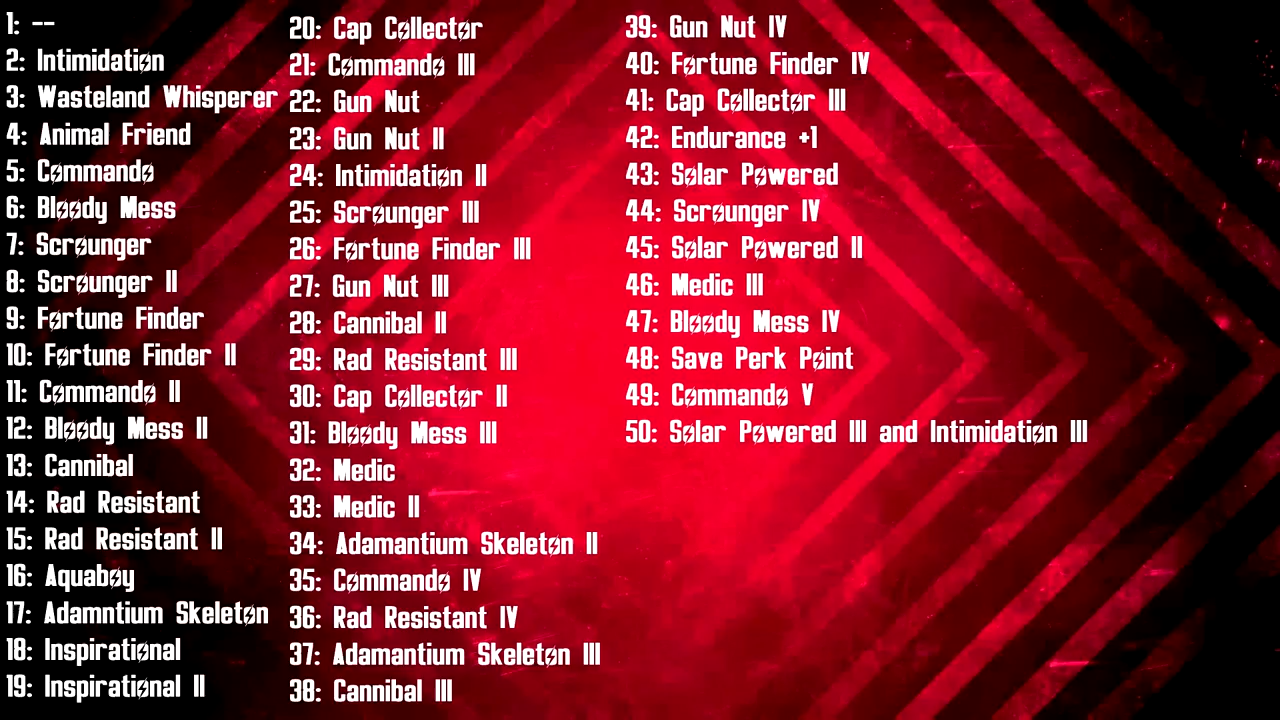 1: --
2: Intimidation
3: Wasteland Whisperer
4: Animal Friend
5: Commando
6: Bloody Mess
7: Scrounger
8: Scrounger II
9: Fortune Finder
10: Fortune Finder II
11: Commando II
12: Bloody Mess II
13: Cannibal
14: Rad Resistant
15: Rad Resistant II
16: Aquaboy
17: Adamntium Skeleton
18: Inspirational
19: Inspirational II
20: Cap Collector
21: Commando III
22: Gun Nut
23: Gun Nut II
24: Intimidation II
25: Scrounger III
26: Fortune Finder III
27: Gun Nut III
28: Cannibal II
29: Rad Resistant III
30: Cap Collector II
31: Bloody Mess III
32: Medic
33: Medic II
34: Adamantium Skeleton II
35: Commando IV
36: Rad Resistant IV
37: Adamantium Skeleton III
38: Cannibal III
39: Gun Nut IV
40: Fortune Finder IV
41: Cap Collector III
42: Endurance +1
43: Solar Powered
44: Scrounger IV
45: Solar Powered II
46: Medic III
47: Bloody Mess IV
48: Save Perk Point
49: Commando V
50: Solar Powered III and Intimidation III